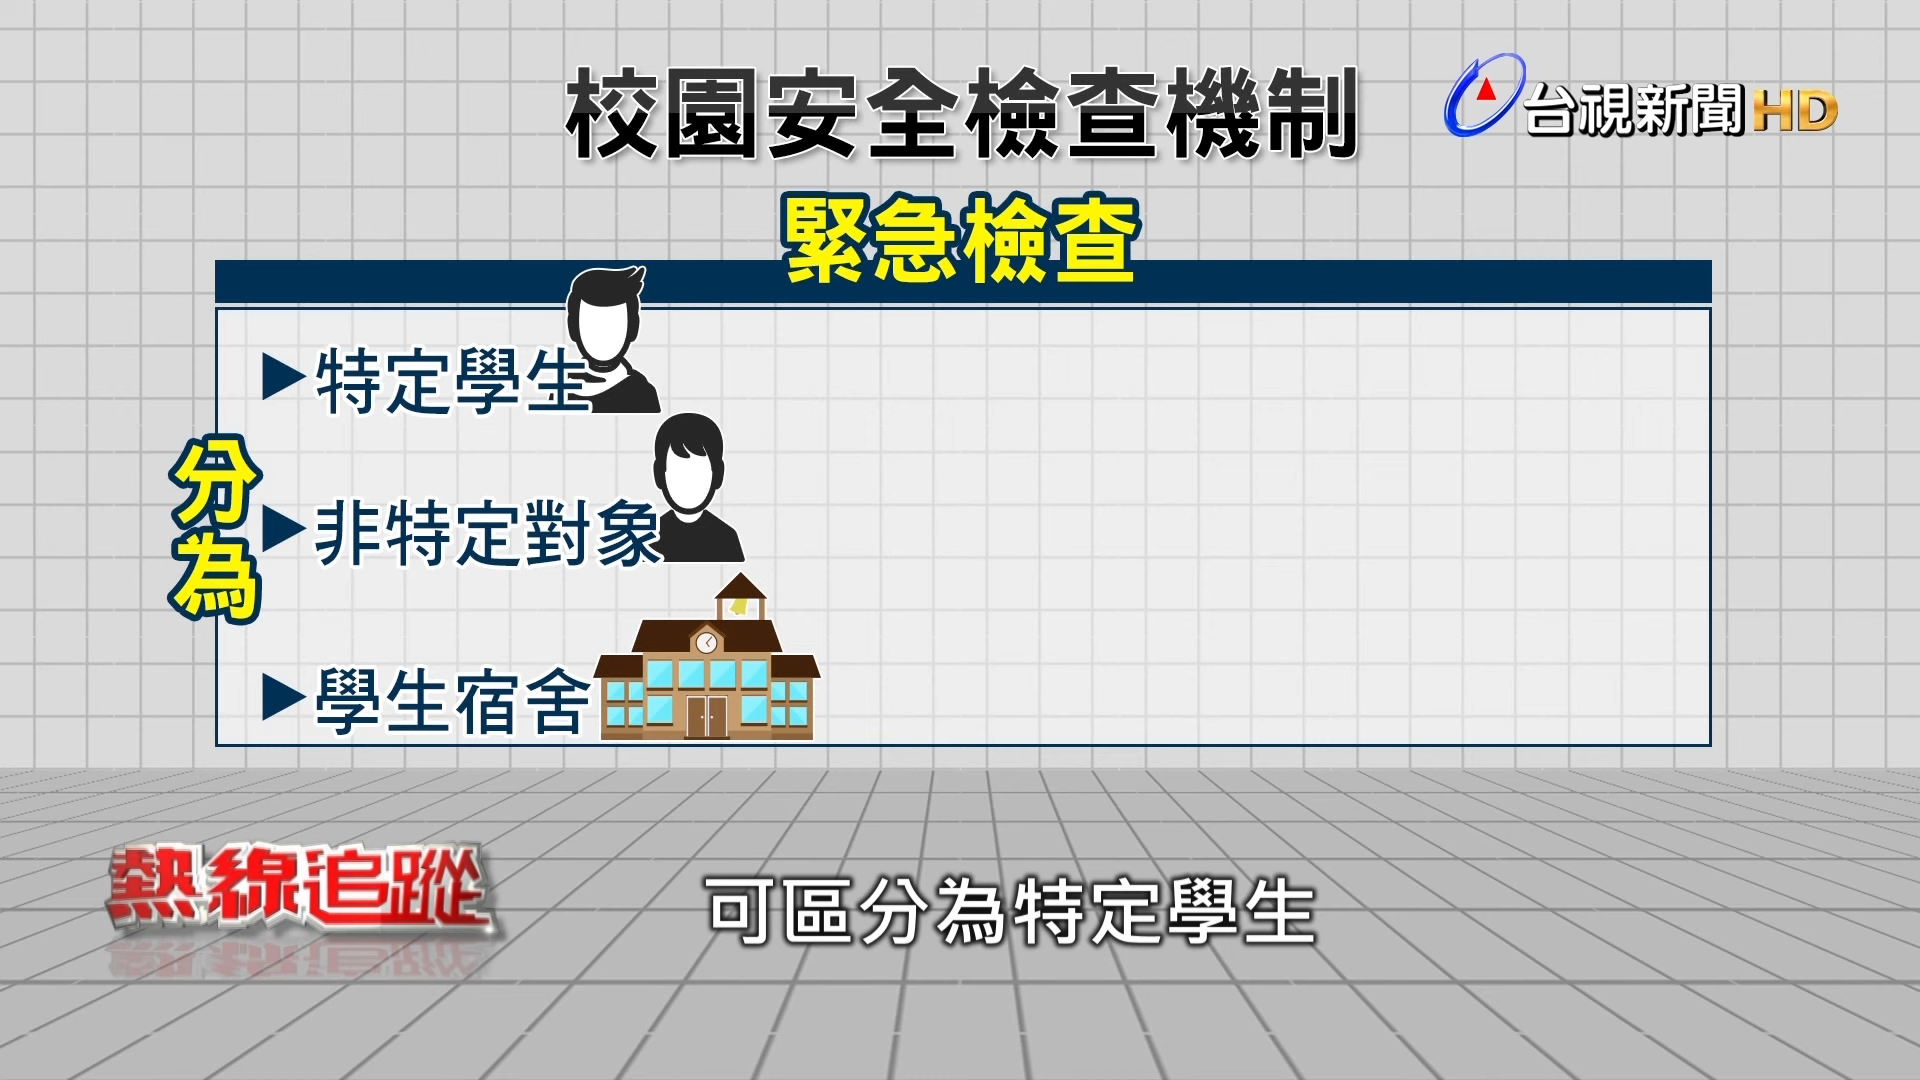 校園安全檢查機制
台視新聞HD
緊急檢查
分為
▶特定學生
▶非特定對象
▶學生宿舍
熱線追蹤
可區分為特定學生